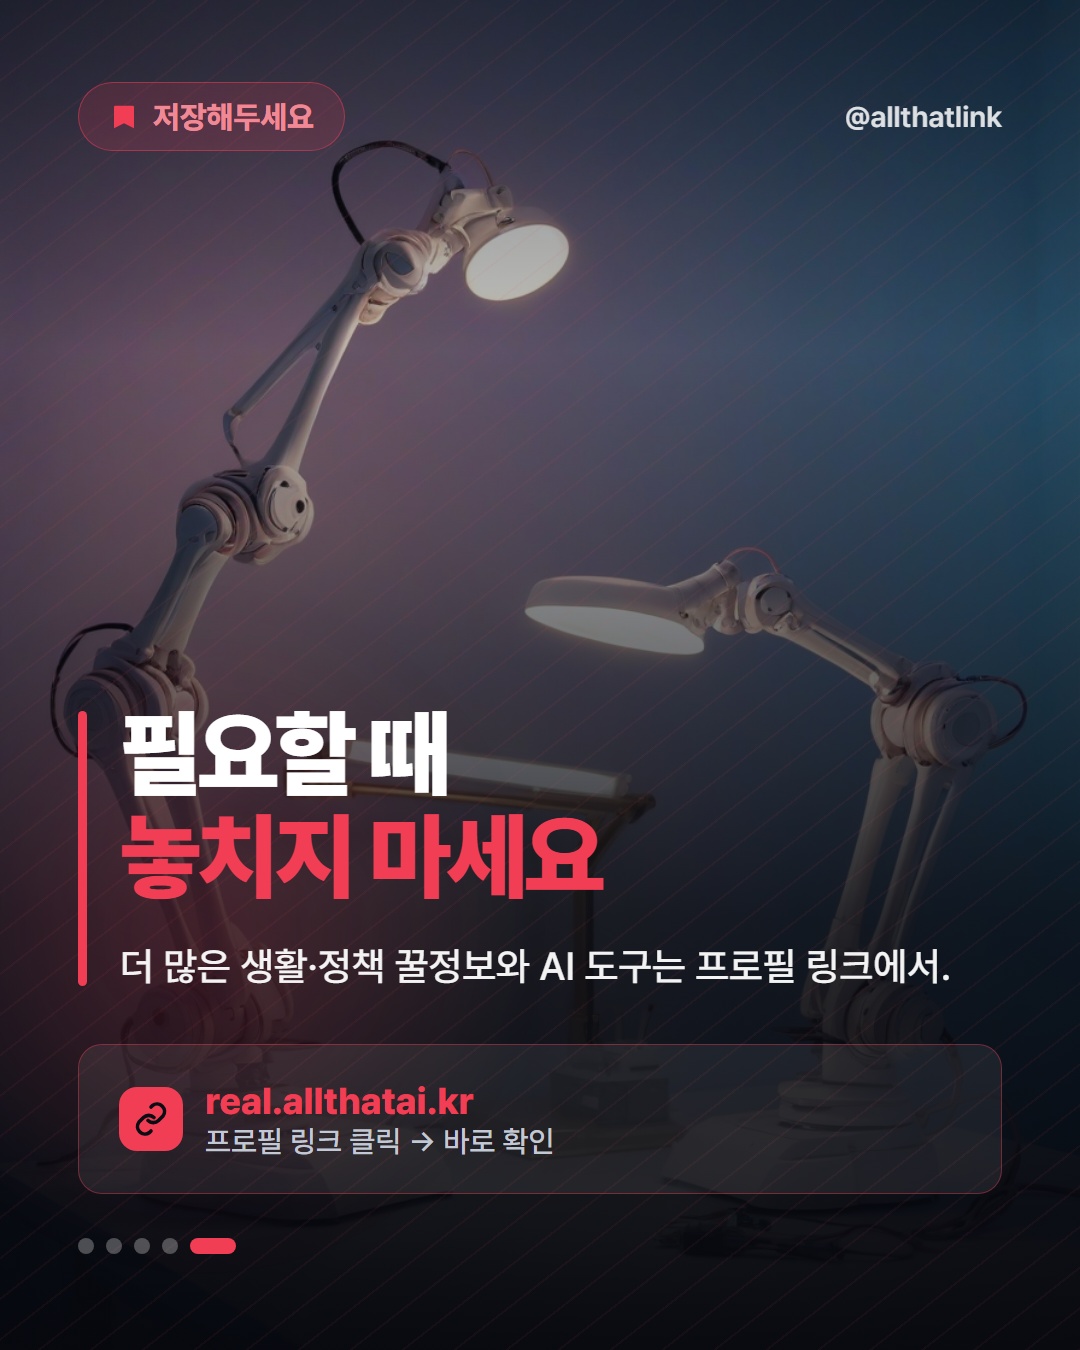 저장해두세요
@allthatlink
필요할 때
놓치지 마세요
더 많은 생활·정책 꿀정보와 AI 도구는 프로필 링크에서.
real.allthatai.kr
프로필 링크 클릭 → 바로 확인